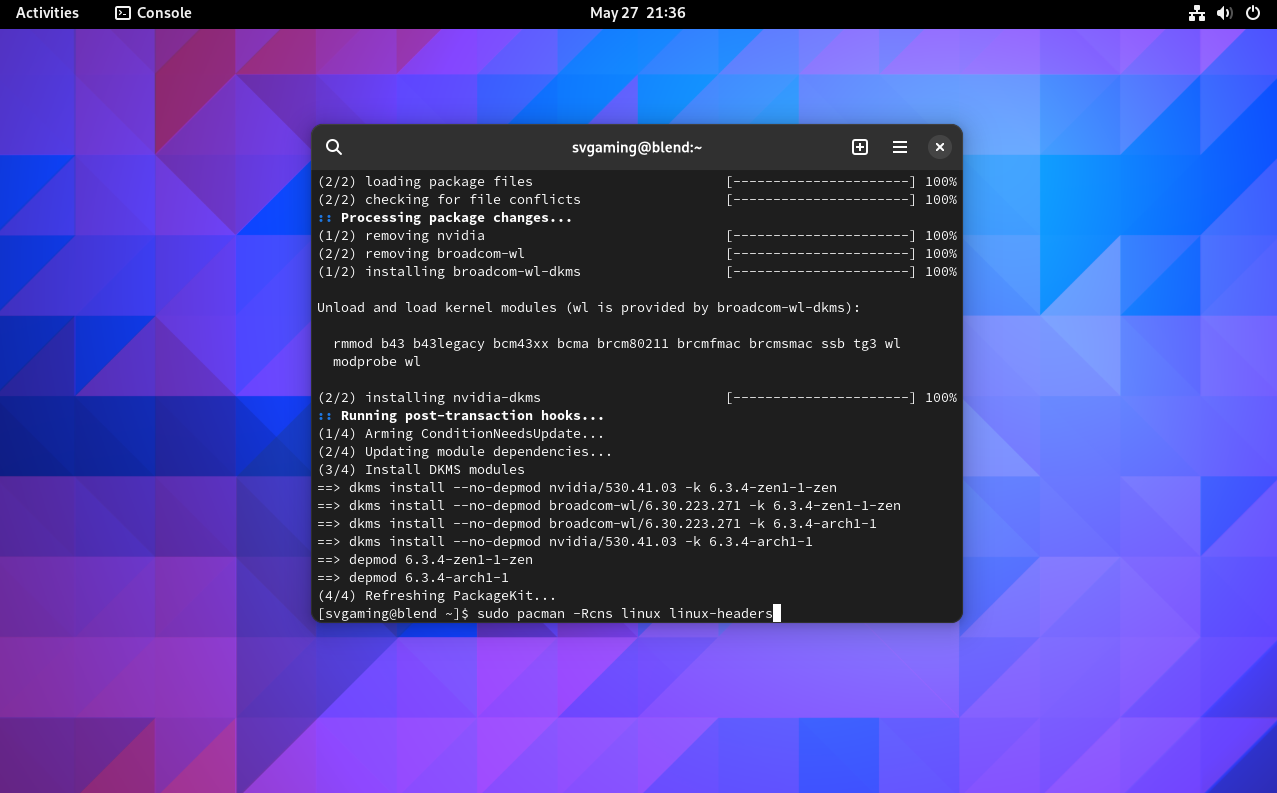 Activities Console May 27 21:36
svgaming@blend:~
(2/2) loading package files [----------------------] 100%
(2/2) checking for file conflicts [----------------------] 100%
:: Processing package changes...
(1/2) removing nvidia [----------------------] 100%
(2/2) removing broadcom-wl [----------------------] 100%
(1/2) installing broadcom-wl-dkms [----------------------] 100%
Unload and load kernel modules (wl is provided by broadcom-wl-dkms):
rmmod b43 b43legacy bcm43xx bcma brcm80211 brcmfmac brcmsmac ssb tg3 wl
modprobe wl
(2/2) installing nvidia-dkms [----------------------] 100%
:: Running post-transaction hooks...
(1/4) Arming ConditionNeedsUpdate...
(2/4) Updating module dependencies...
(3/4) Install DKMS modules
==> dkms install --no-depmod nvidia/530.41.03 -k 6.3.4-zen1-1-zen
==> dkms install --no-depmod broadcom-wl/6.30.223.271 -k 6.3.4-zen1-1-zen
==> dkms install --no-depmod broadcom-wl/6.30.223.271 -k 6.3.4-arch1-1
==> dkms install --no-depmod nvidia/530.41.03 -k 6.3.4-arch1-1
==> depmod 6.3.4-zen1-1-zen
==> depmod 6.3.4-arch1-1
(4/4) Refreshing PackageKit...
[svgaming@blend ~]$ sudo pacman -Rcns linux linux-headers